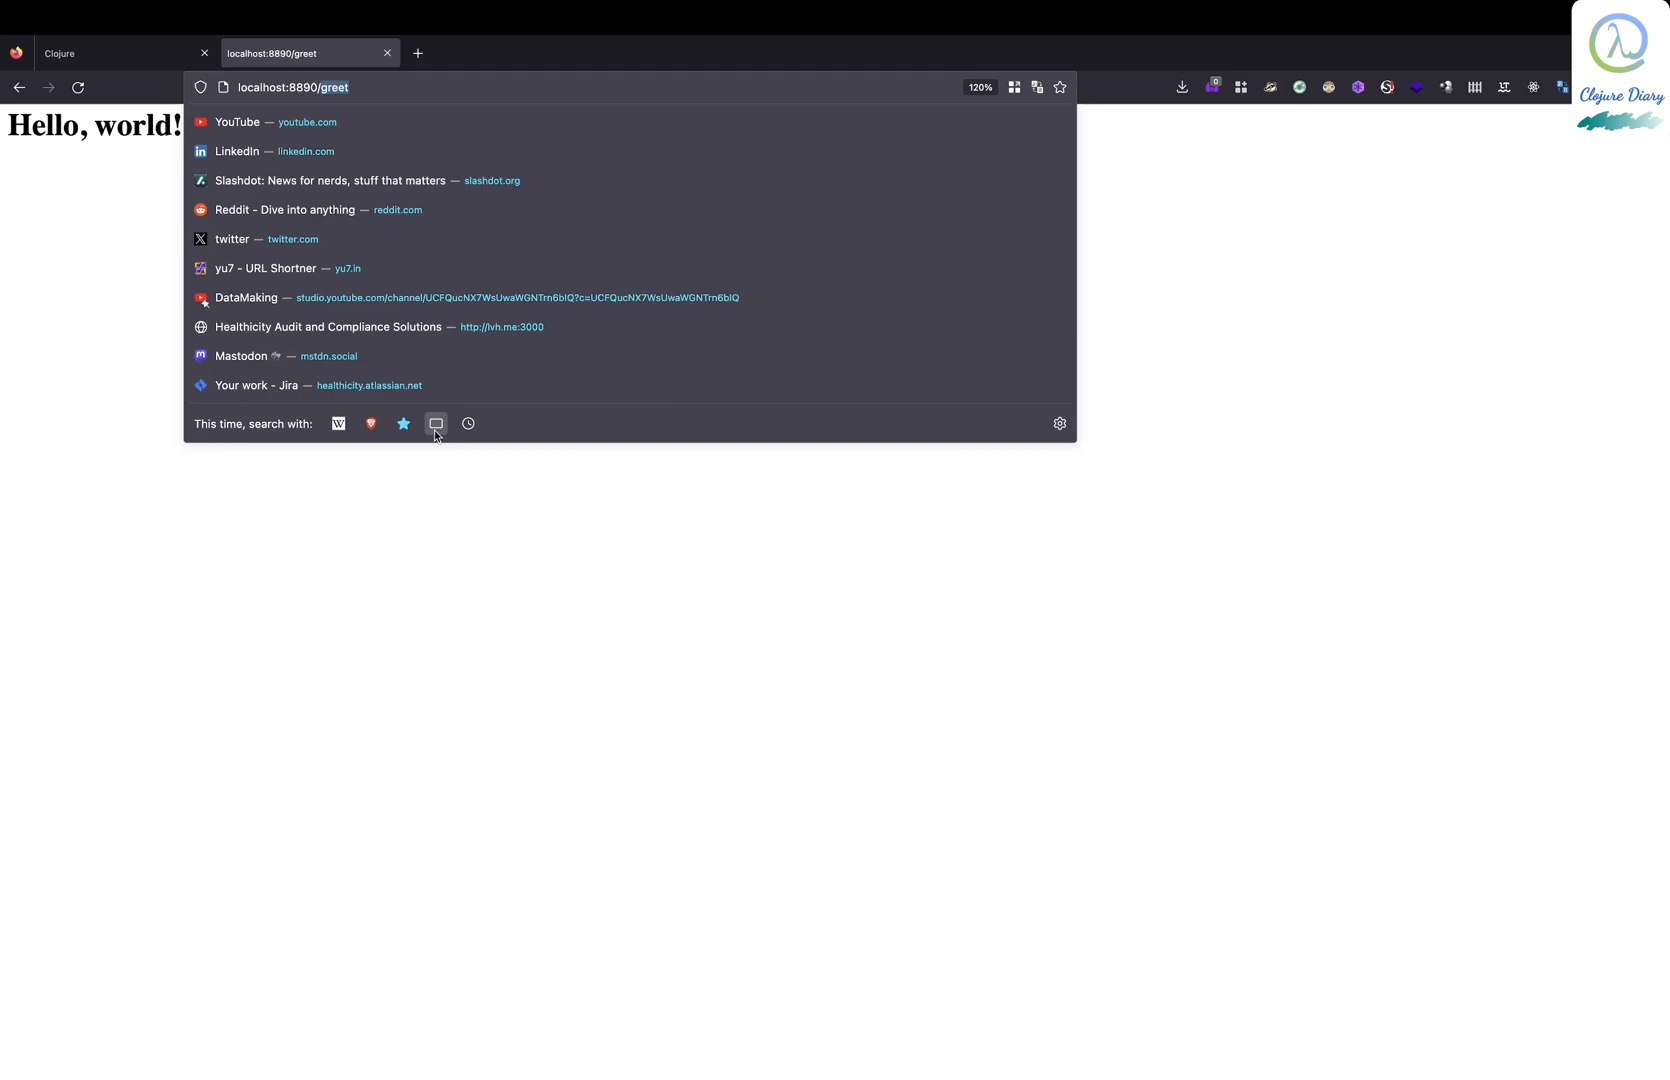 Clojure
localhost:8890/greet
localhost:8890/greet
120%
0
Clojure Diary
Hello, world!
YouTube — youtube.com
LinkedIn — linkedin.com
Slashdot: News for nerds, stuff that matters — slashdot.org
Reddit - Dive into anything — reddit.com
twitter — twitter.com
yu7 - URL Shortner — yu7.in
DataMaking — studio.youtube.com/channel/UCFQucNX7WsUwaWGNTrn6blQ?c=UCFQucNX7WsUwaWGNTrn6blQ
Healthicity Audit and Compliance Solutions — http://lvh.me:3000
Mastodon 🐘 — mstdn.social
Your work - Jira — healthicity.atlassian.net
This time, search with: W